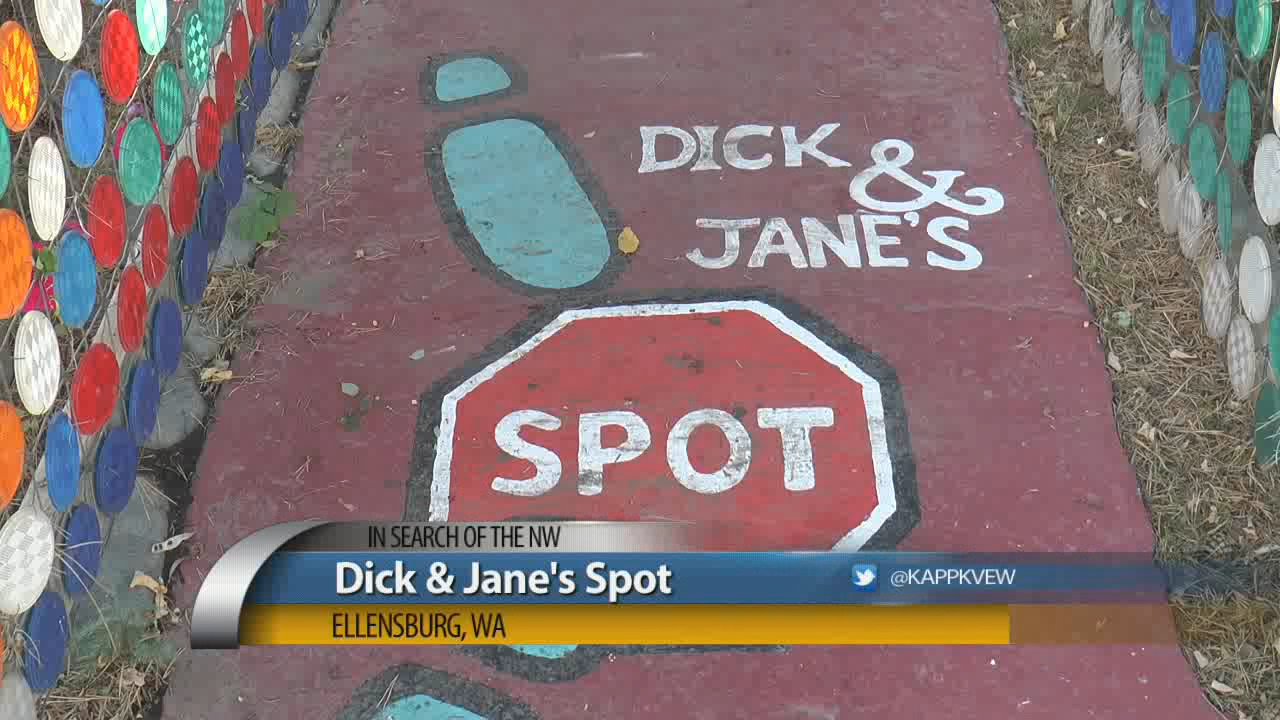 DICK
&
JANE'S
SPOT
IN SEARCH OF THE NW
Dick & Jane's Spot
@KAPPKVEW
ELLENSBURG, WA